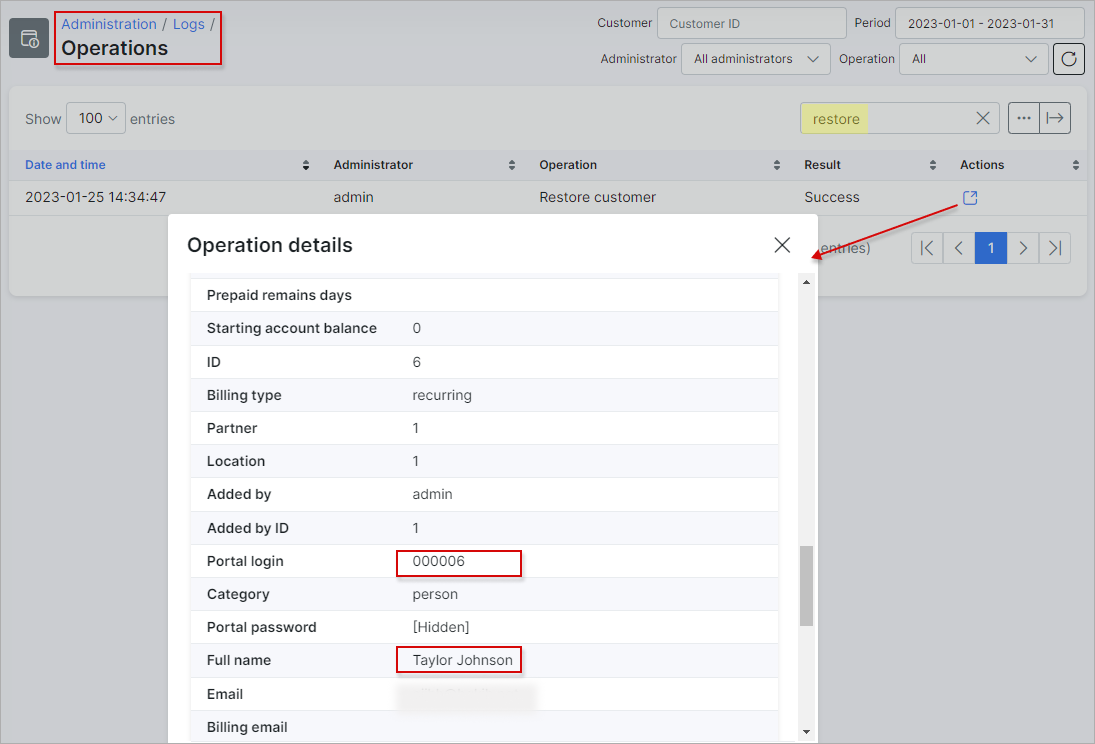 Administration / Logs /
Operations
Customer Customer ID Period 2023-01-01 - 2023-01-31
Administrator All administrators Operation All
Show 100 entries restore ···
Date and time Administrator Operation Result Actions
2023-01-25 14:34:47 admin Restore customer Success
entries) 1
Operation details
Prepaid remains days
Starting account balance 0
ID 6
Billing type recurring
Partner 1
Location 1
Added by admin
Added by ID 1
Portal login 000006
Category person
Portal password [Hidden]
Full name Taylor Johnson
Email
Billing email